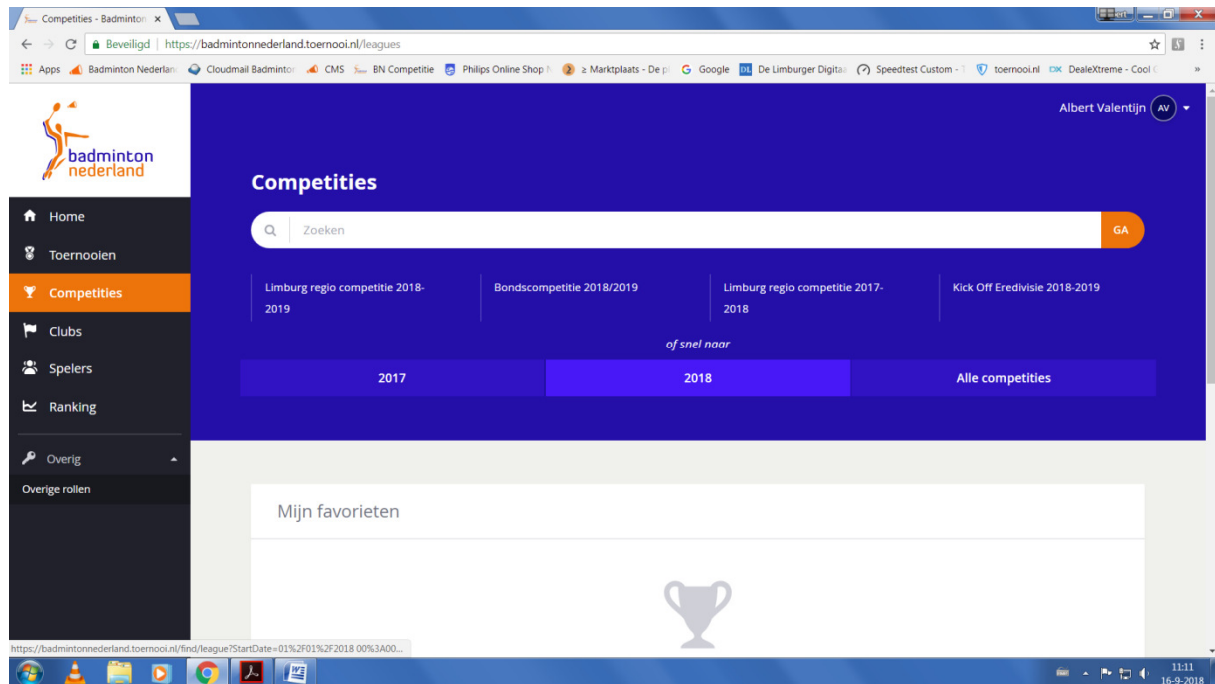 Competities - Badminton
Beveiligd https://badmintonnederland.toernooi.nl/leagues
Apps Badminton Nederlan Cloudmail Badminton CMS BN Competitie Philips Online Shop N ≥ Marktplaats - De p Google DL De Limburger Digitaa Speedtest Custom - T toernooi.nl DX DealeXtreme - Cool G »
Albert Valentijn AV
badminton
nederland
Competities
Zoeken GA
Home
Toernooien
Competities
Clubs
Spelers
Ranking
Overig
Overige rollen
Limburg regio competitie 2018-
2019
Bondscompetitie 2018/2019
Limburg regio competitie 2017-
2018
Kick Off Eredivisie 2018-2019
of snel naar
2017 2018 Alle competities
Mijn favorieten
https://badmintonnederland.toernooi.nl/find/league?StartDate=01%2F01%2F2018 00%3A00...
11:11
16-9-2018